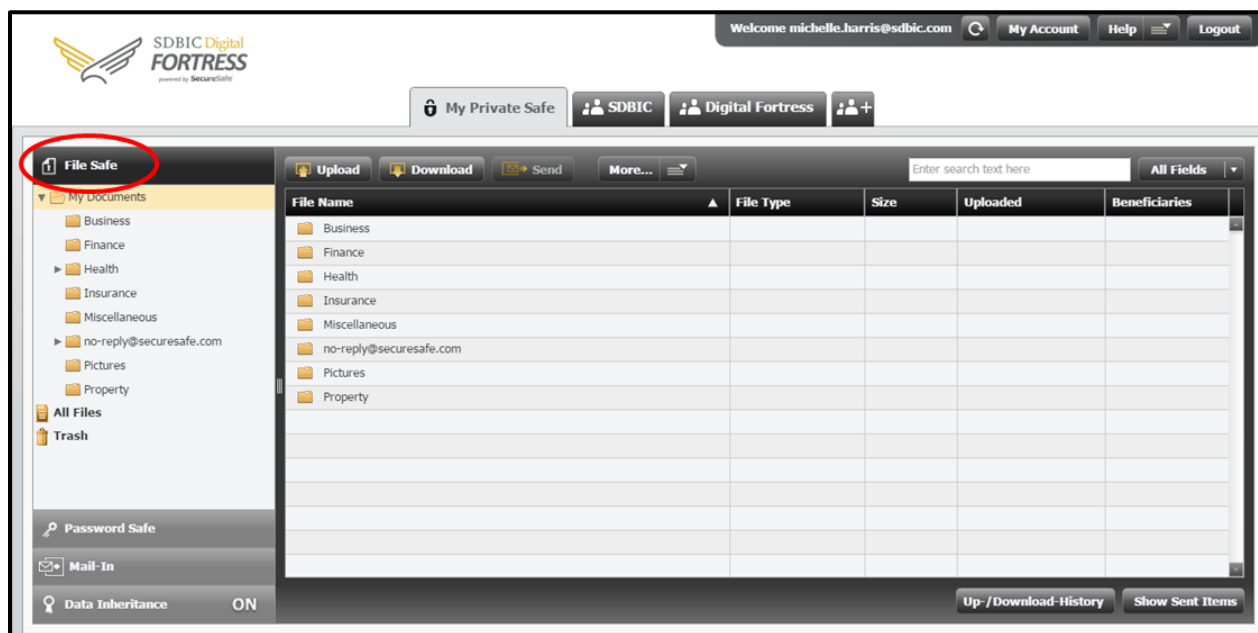 SDBIC Digital
FORTRESS
powered by SecureSafe
Welcome michelle.harris@sdbic.com
My Account
Help
Logout
My Private Safe
SDBIC
Digital Fortress
+
File Safe
Upload
Download
Send
More...
Enter search text here
All Fields
My Documents
Business
Finance
Health
Insurance
Miscellaneous
no-reply@securesafe.com
Pictures
Property
All Files
Trash
File Name File Type Size Uploaded Beneficiaries
Business
Finance
Health
Insurance
Miscellaneous
no-reply@securesafe.com
Pictures
Property
Password Safe
Mail-In
Data Inheritance ON
Up-/Download-History
Show Sent Items